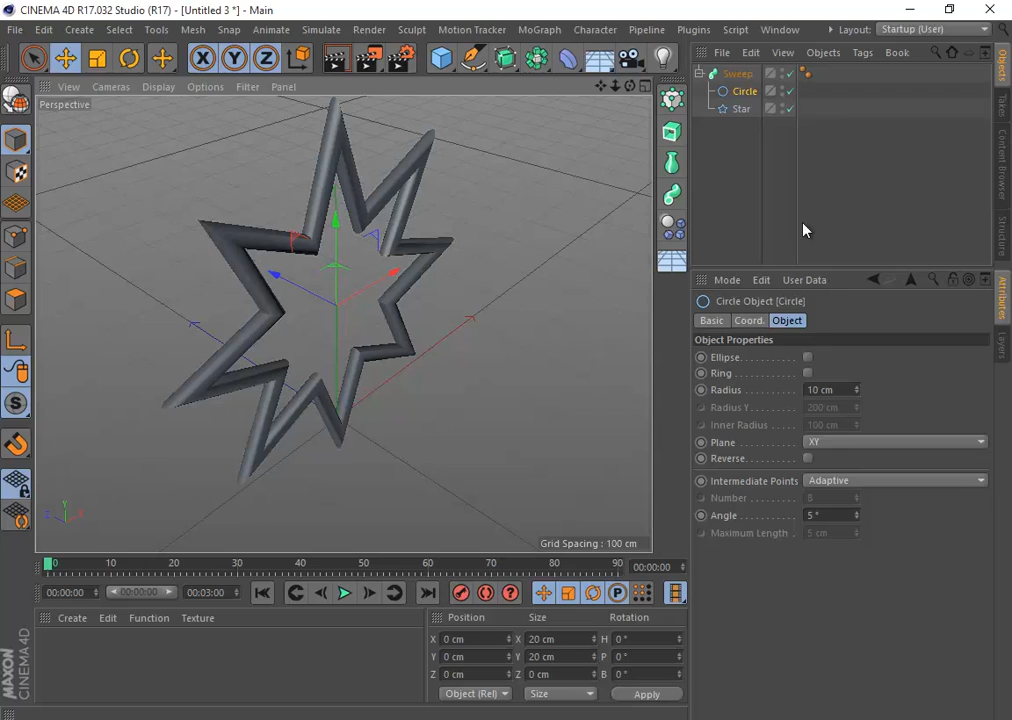 CINEMA 4D R17.032 Studio (R17) - [Untitled 3 *] - Main
File Edit Create Select Tools Mesh Snap Animate Simulate Render Sculpt Motion Tracker MoGraph Character Pipeline Plugins Script Window Layout: Startup (User)
File Edit View Objects Tags Book
View Cameras Display Options Filter Panel
Perspective
Sweep
Circle
Star
Objects
Takes
Content Browser
Structure
Mode Edit User Data
Circle Object [Circle]
Basic Coord. Object
Object Properties
Ellipse
Ring
Radius 10 cm
Radius Y 200 cm
Inner Radius 100 cm
Plane XY
Reverse
Intermediate Points Adaptive
Number 8
Angle 5 °
Maximum Length 5 cm
Attributes
Layers
X Y Z
Y X Z
Grid Spacing : 100 cm
0 10 20 30 40 50 60 70 80 90 00:00:00
00:00:00 00:00:00 00:03:00
Create Edit Function Texture
Position Size Rotation
X 0 cm X 20 cm H 0 °
Y 0 cm Y 20 cm P 0 °
Z 0 cm Z 0 cm B 0 °
Object (Rel) Size Apply
MAXON
CINEMA 4D